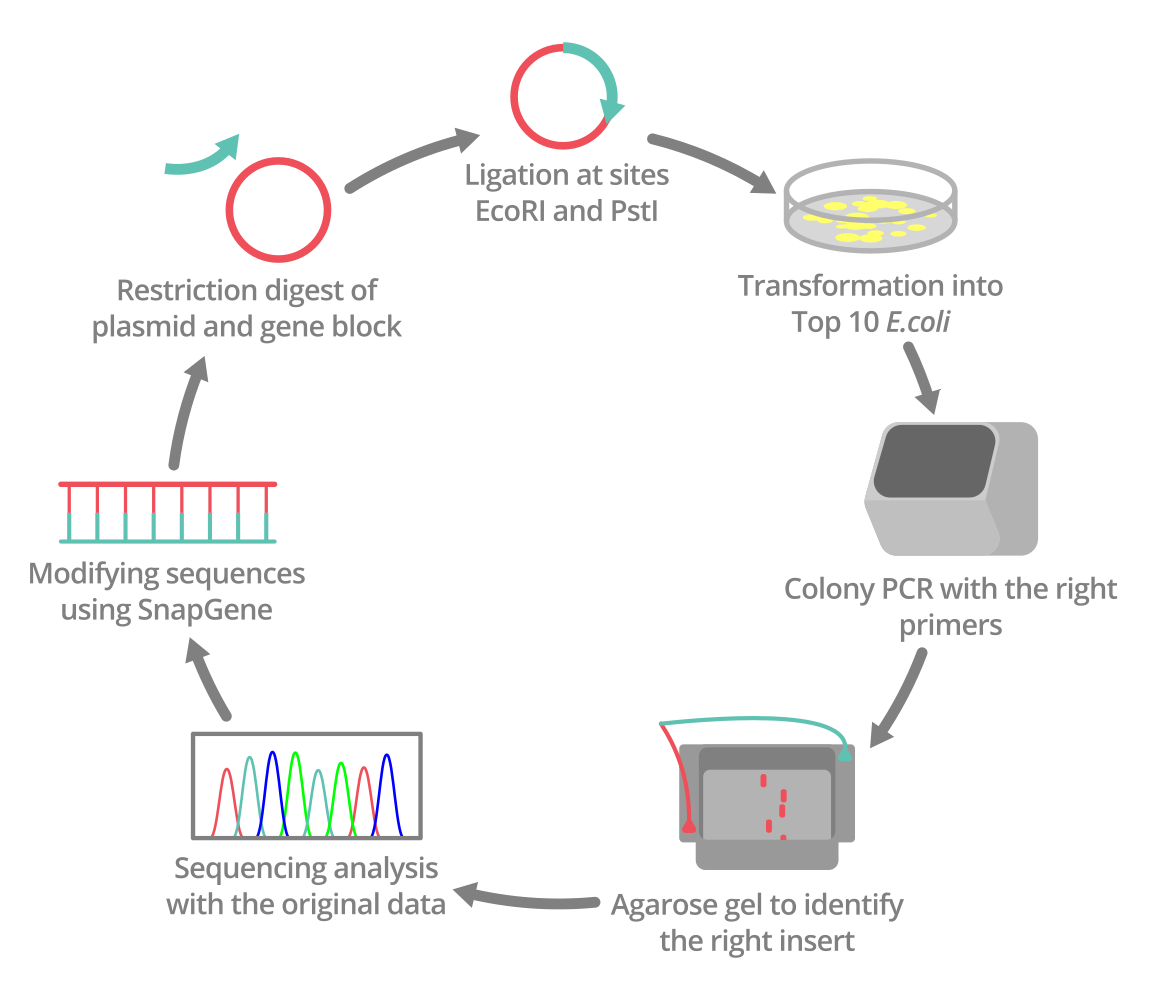 Ligation at sites
EcoRI and PstI
Transformation into
Top 10 E.coli
Colony PCR with the right
primers
Agarose gel to identify
the right insert
Sequencing analysis
with the original data
Modifying sequences
using SnapGene
Restriction digest of
plasmid and gene block